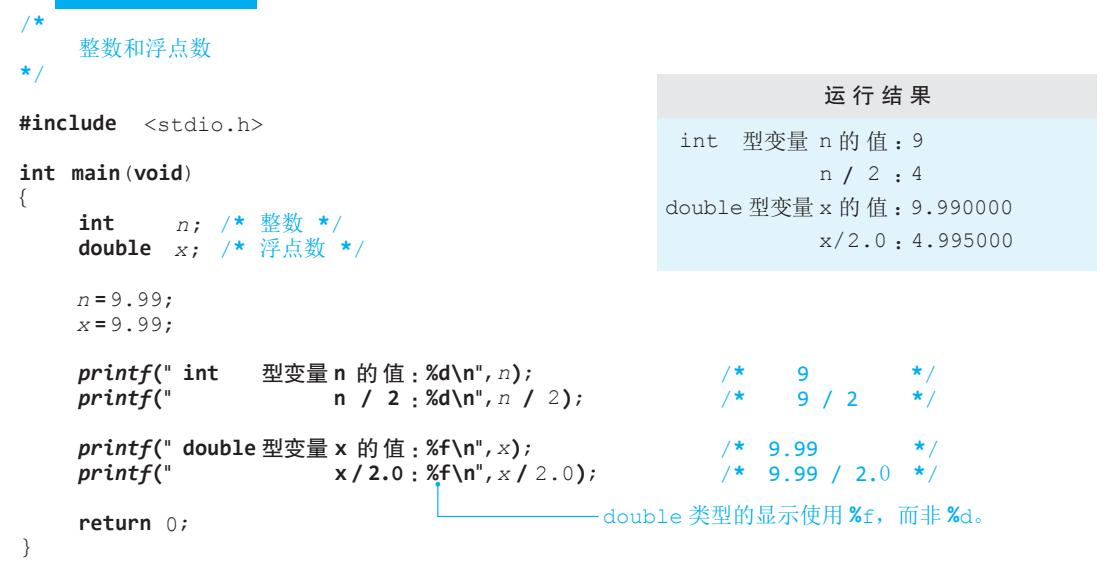 /*
整数和浮点数
*/
#include <stdio.h>
int main(void)
{
int n; /* 整数 */
double x; /* 浮点数 */
n=9.99;
x=9.99;
printf(" int 型变量 n 的值：%d\n",n); /* 9 */
printf(" n / 2：%d\n",n / 2); /* 9 / 2 */
printf(" double 型变量 x 的值：%f\n",x); /* 9.99 */
printf(" x/2.0：%f\n",x/2.0); /* 9.99 / 2.0 */
double 类型的显示使用 %f，而非 %d。
return 0;
}
运行结果
int 型变量 n 的值：9
n / 2：4
double 型变量 x 的值：9.990000
x/2.0：4.995000